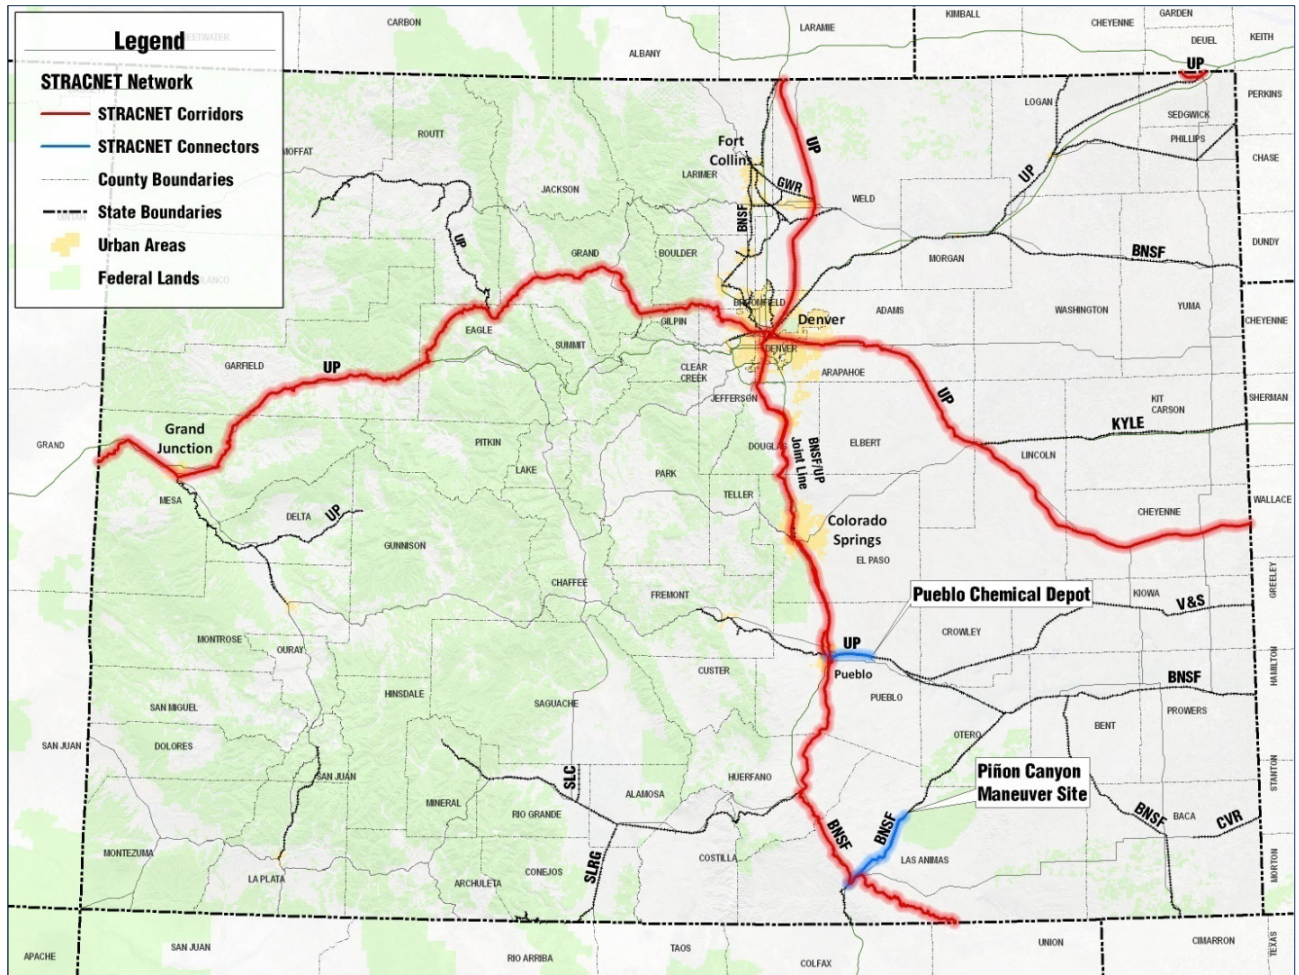 Legend
STRACNET Network
STRACNET Corridors
STRACNET Connectors
County Boundaries
State Boundaries
Urban Areas
Federal Lands
CARBON
ALBANY
LARAMIE
KIMBALL
CHEYENNE
GARDEN
DEUEL
KEITH
UP
PERKINS
LOGAN
SEDGWICK
PHILLIPS
CHASE
MOFFAT
ROUTT
JACKSON
LARIMER
Fort
Collins
UP
GWR
BNSF
WELD
UP
BNSF
DUNDY
MORGAN
UP
GRAND
BOULDER
BROOMFIELD
ADAMS
WASHINGTON
YUMA
CHEYENNE
EAGLE
GILPIN
Denver
DENVER
SUMMIT
GARFIELD
UP
CLEAR
CREEK
ARAPAHOE
JEFFERSON
UP
KIT
CARSON
SHERMAN
KYLE
GRAND
Grand
Junction
PITKIN
LAKE
PARK
DOUGLAS
BNSF/UP
Joint Line
ELBERT
LINCOLN
MESA
DELTA
UP
TELLER
CHEYENNE
WALLACE
GUNNISON
Colorado
Springs
EL PASO
CHAFFEE
FREMONT
Pueblo Chemical Depot
KIOWA
V&S
GREELEY
MONTROSE
OURAY
UP
CROWLEY
HINSDALE
CUSTER
Pueblo
PUEBLO
BNSF
HAMILTON
SAN MIGUEL
SAGUACHE
PROWERS
BENT
SAN JUAN
DOLORES
OTERO
SAN JUAN
SLC
HUERFANO
Piñon Canyon
Maneuver Site
STANTON
MINERAL
RIO GRANDE
ALAMOSA
BNSF
BNSF
BNSF
BACA
CVR
MONTEZUMA
LA PLATA
ARCHULETA
CONEJOS
SLRG
COSTILLA
LAS ANIMAS
MORTON
APACHE
SAN JUAN
RIO ARRIBA
TAOS
COLFAX
UNION
CIMARRON
TEXAS